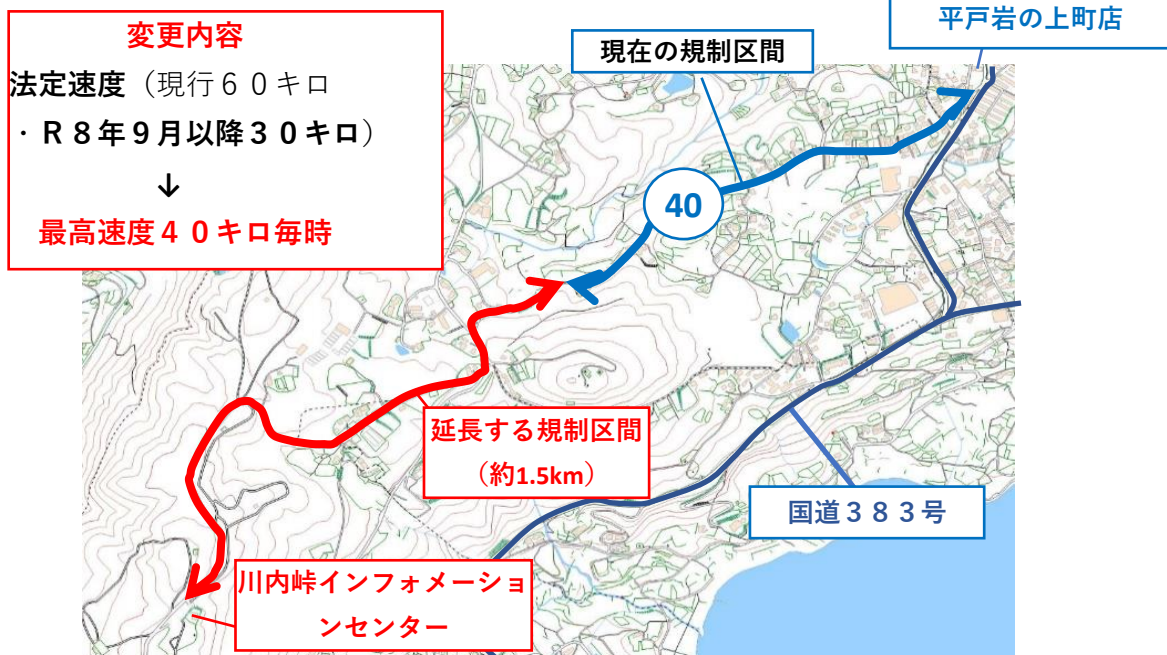 変更内容
法定速度（現行６０キロ
・Ｒ８年９月以降３０キロ）
↓
最高速度４０キロ毎時
現在の規制区間
平戸岩の上町店
40
延長する規制区間
（約1.5km）
国道３８３号
川内峠インフォメーショ
ンセンター